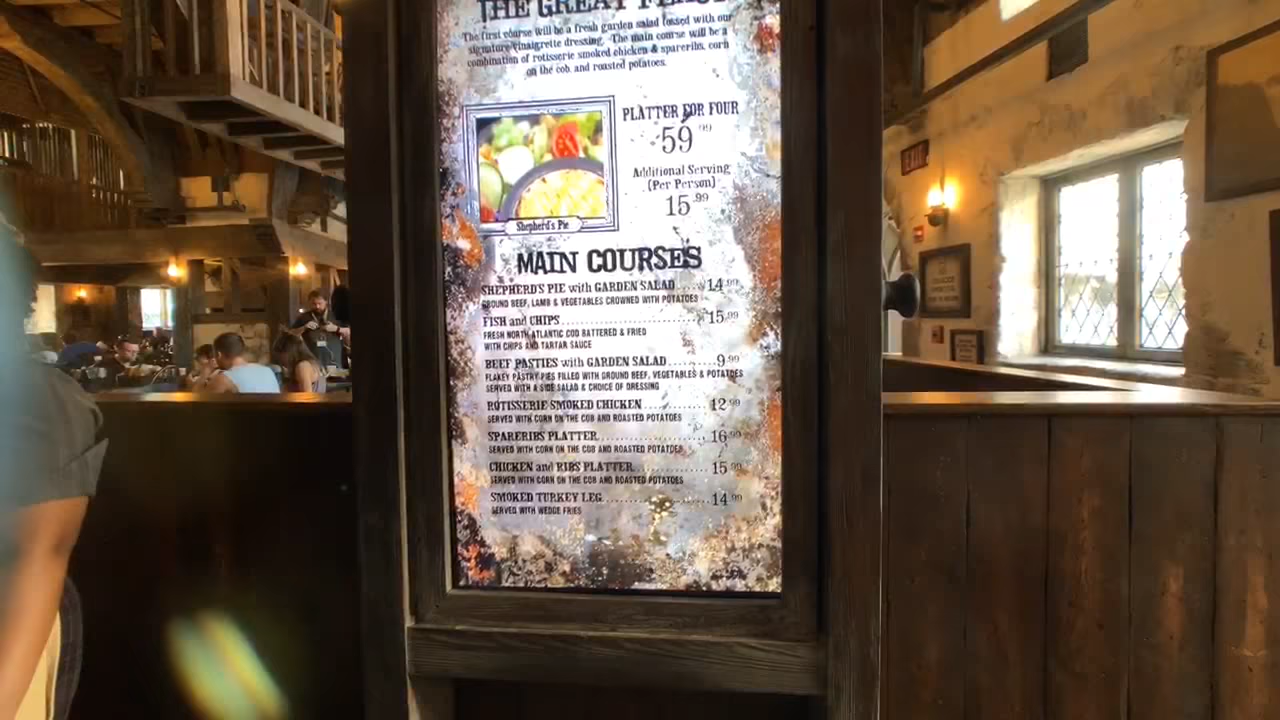 THE GREAT FEAST
The first course will be a fresh garden salad tossed with our
signature vinaigrette dressing. The main course will be a
combination of rotisserie smoked chicken & spareribs, corn
on the cob, and roasted potatoes.
PLATTER FOR FOUR
59.99
Additional Serving
(Per Person)
15.99
Shepherd's Pie
MAIN COURSES
SHEPHERD'S PIE with GARDEN SALAD.....14.99
GROUND BEEF, LAMB & VEGETABLES CROWNED WITH POTATOES
FISH and CHIPS..........................15.99
FRESH NORTH ATLANTIC COD BATTERED & FRIED
WITH CHIPS AND TARTAR SAUCE
BEEF PASTIES with GARDEN SALAD.........9.99
FLAKEY PASTRY PIES FILLED WITH GROUND BEEF, VEGETABLES & POTATOES
SERVED WITH A SIDE SALAD & CHOICE OF DRESSING
ROTISSERIE SMOKED CHICKEN............12.99
SERVED WITH CORN ON THE COB AND ROASTED POTATOES
SPARERIBS PLATTER....................16.99
SERVED WITH CORN ON THE COB AND ROASTED POTATOES
CHICKEN and RIBS PLATTER.............15.99
SERVED WITH CORN ON THE COB AND ROASTED POTATOES
SMOKED TURKEY LEG....................14.99
SERVED WITH WEDGE FRIES
EXIT